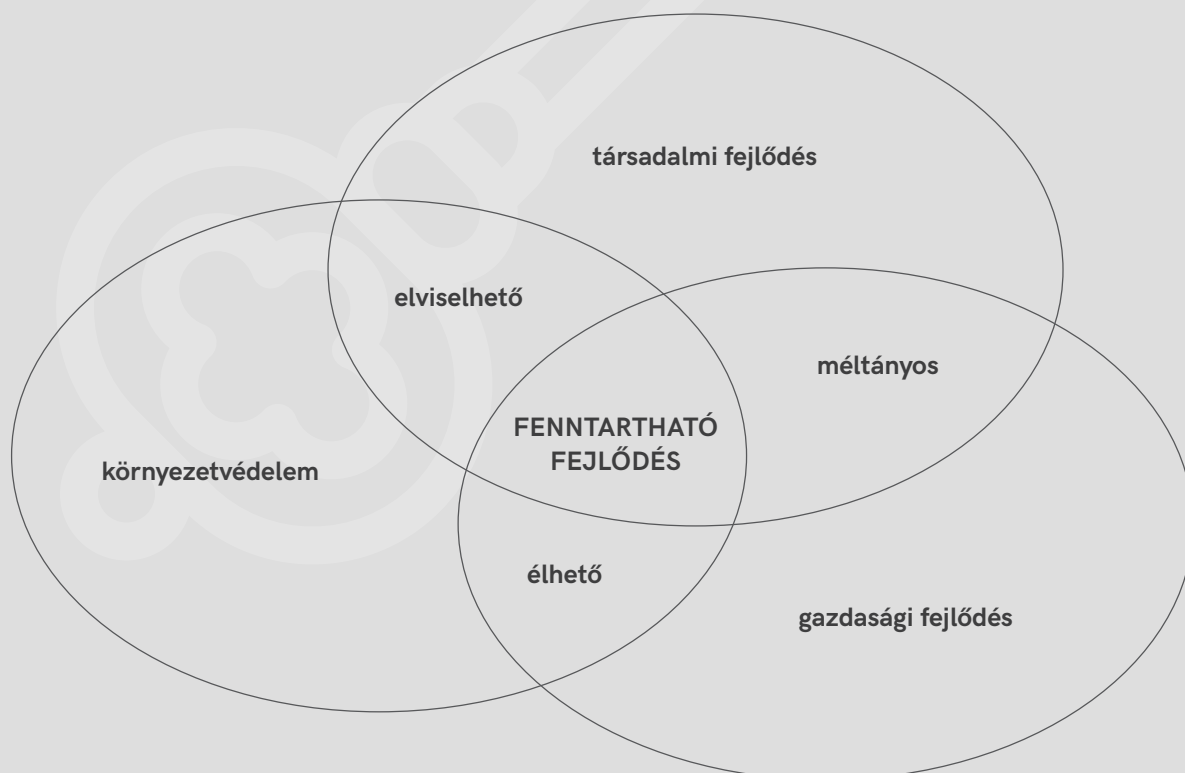 társadalmi fejlődés
elviselhető
méltányos
FENNTARTHATÓ
FEJLŐDÉS
környezetvédelem
élhető
gazdasági fejlődés